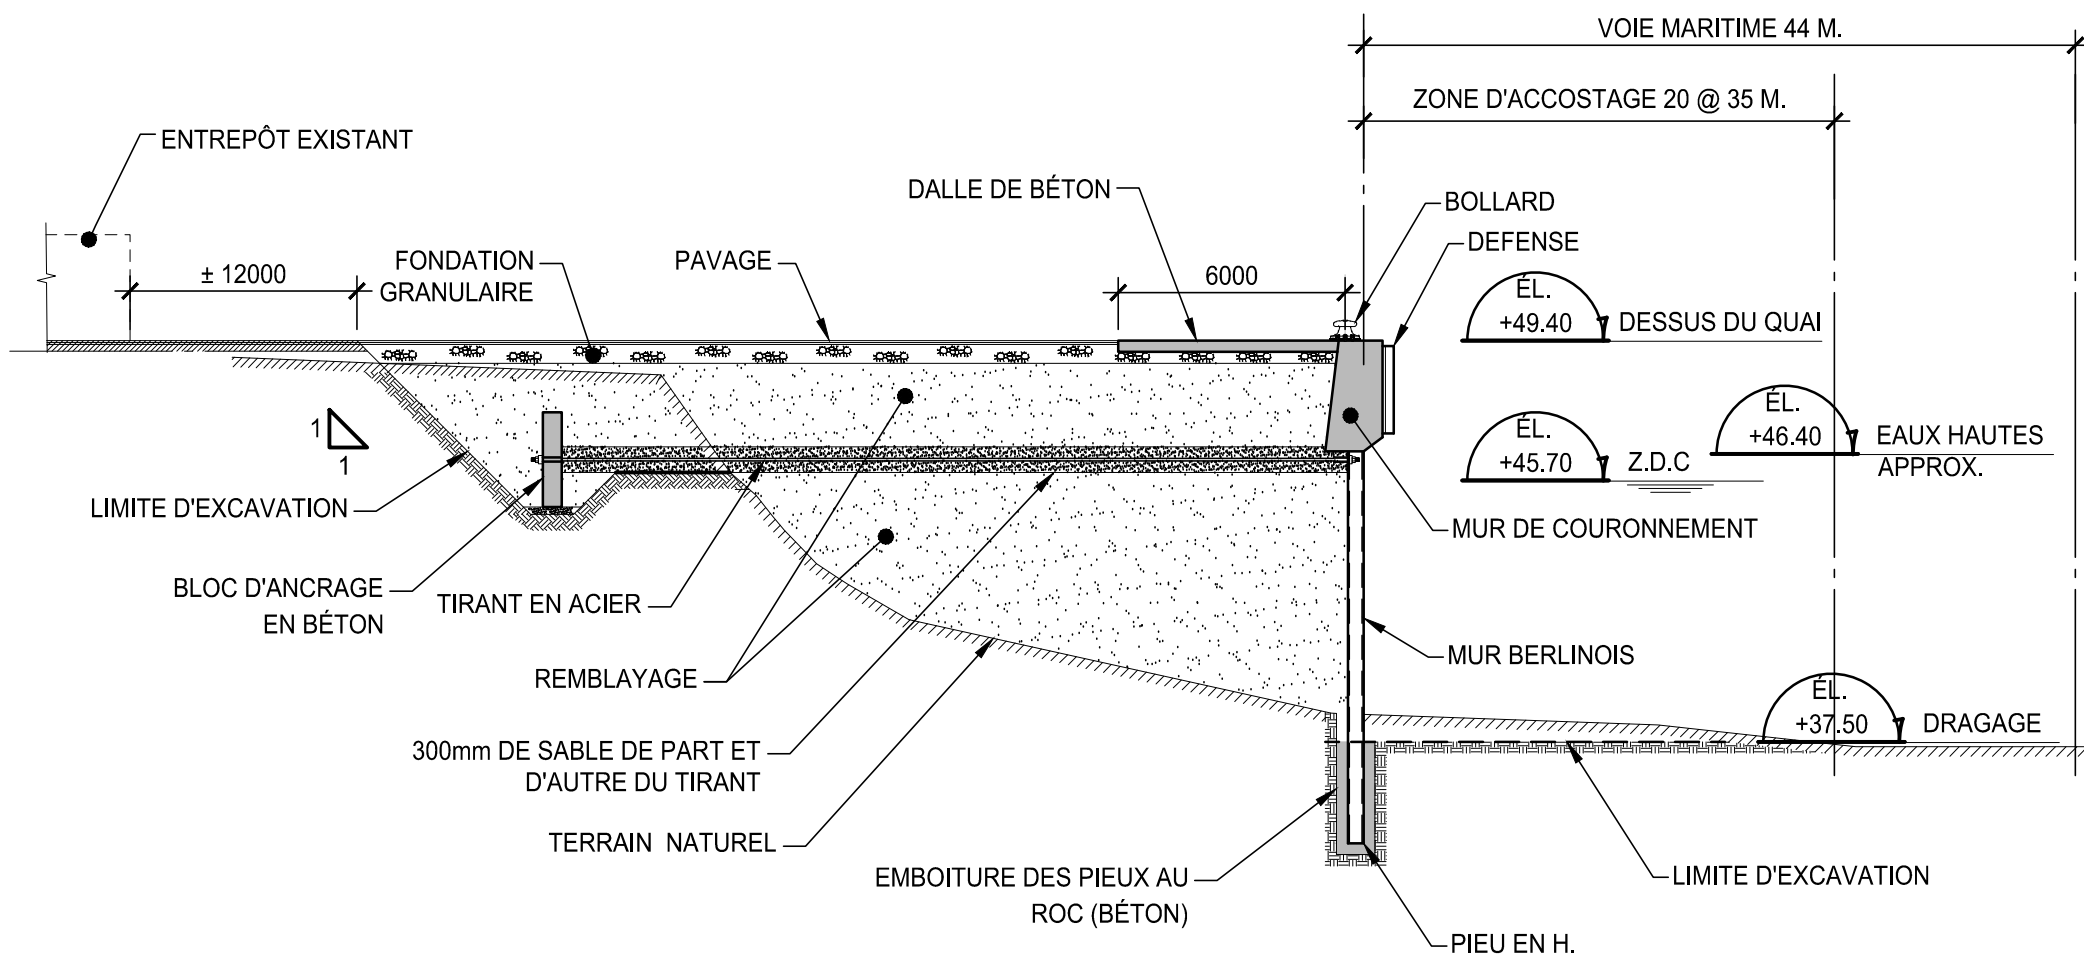 VOIE MARITIME 44 M.
ZONE D'ACCOSTAGE 20 @ 35 M.
ENTREPÔT EXISTANT
DALLE DE BÉTON
BOLLARD
DEFENSE
± 12000
FONDATION
GRANULAIRE
PAVAGE
6000
ÉL.
+49.40
DESSUS DU QUAI
ÉL.
+46.40
EAUX HAUTES
APPROX.
ÉL.
+45.70
Z.D.C
1
1
LIMITE D'EXCAVATION
MUR DE COURONNEMENT
BLOC D'ANCRAGE
EN BÉTON
TIRANT EN ACIER
REMBLAYAGE
MUR BERLINOIS
ÉL.
+37.50
DRAGAGE
300mm DE SABLE DE PART ET
D'AUTRE DU TIRANT
TERRAIN NATUREL
EMBOITURE DES PIEUX AU
ROC (BÉTON)
LIMITE D'EXCAVATION
PIEU EN H.